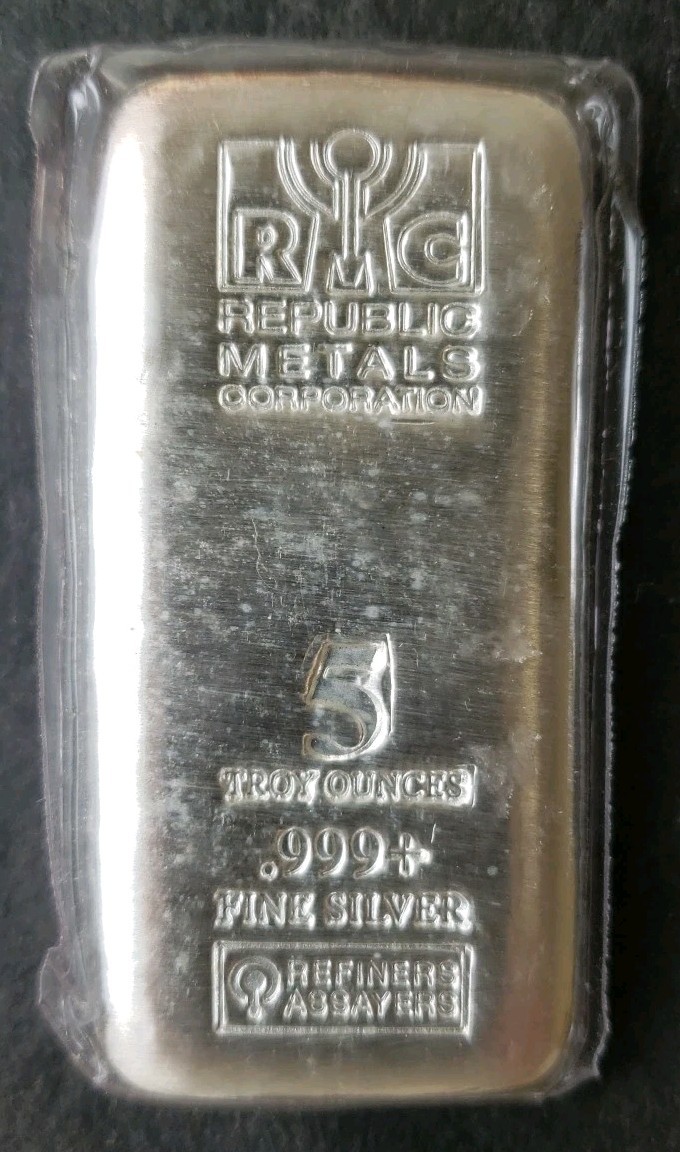 RMC
REPUBLIC
METALS
CORPORATION
5
TROY OUNCES
.999+
FINE SILVER
REFINERS
ASSAYERS